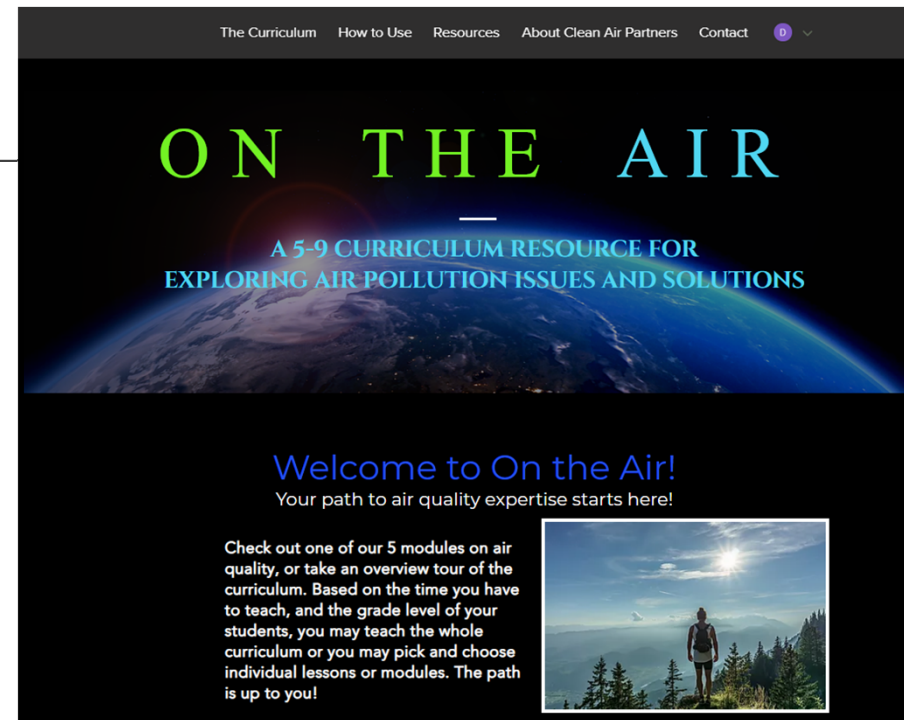 The Curriculum How to Use Resources About Clean Air Partners Contact D
ON THE AIR
A 5-9 CURRICULUM RESOURCE FOR
EXPLORING AIR POLLUTION ISSUES AND SOLUTIONS
Welcome to On the Air!
Your path to air quality expertise starts here!
Check out one of our 5 modules on air
quality, or take an overview tour of the
curriculum. Based on the time you have
to teach, and the grade level of your
students, you may teach the whole
curriculum or you may pick and choose
individual lessons or modules. The path
is up to you!